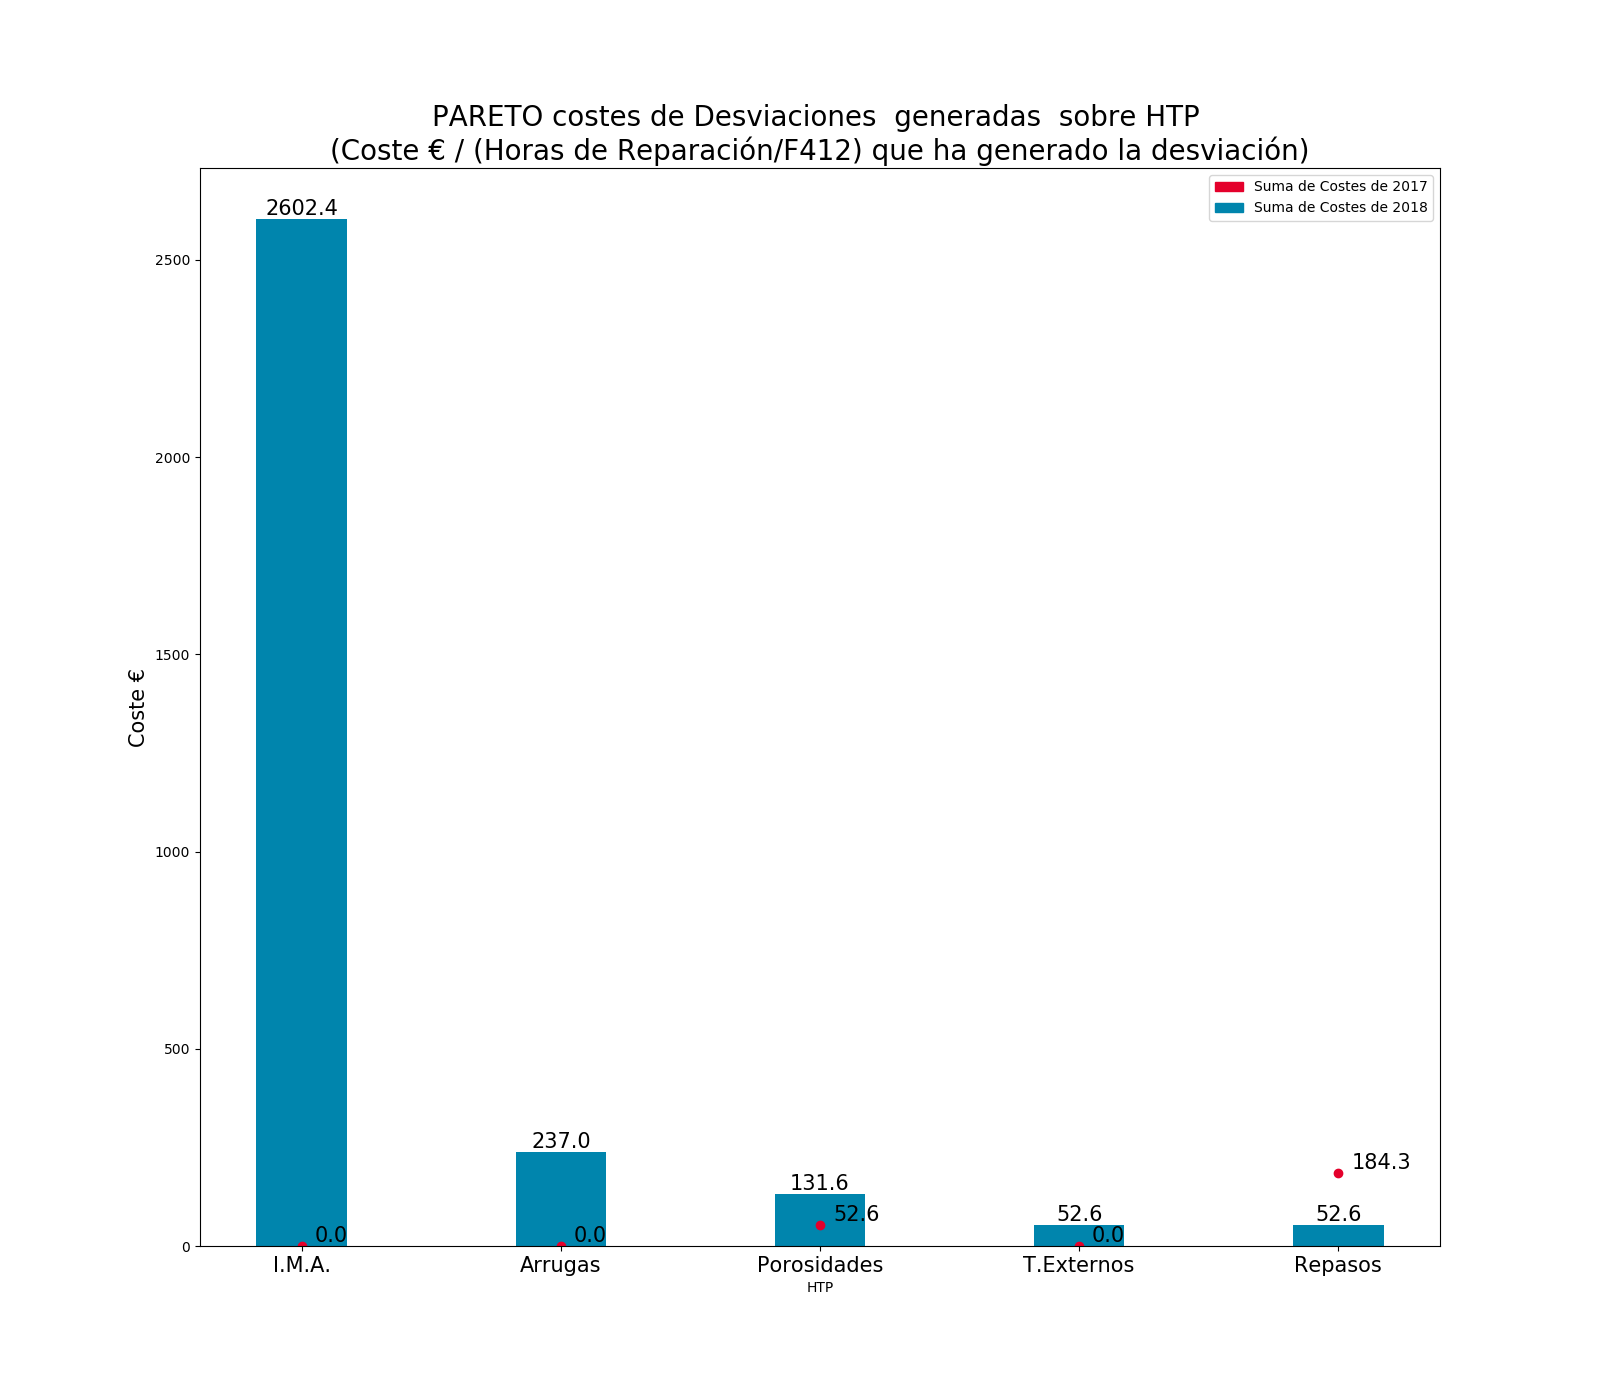 PARETO costes de Desviaciones  generadas  sobre HTP
(Coste € / (Horas de Reparación/F412) que ha generado la desviación)
Suma de Costes de 2017
Suma de Costes de 2018
2602.4
2500
2000
1500
1000
500
0
Coste €
237.0
131.6
52.6
52.6
184.3
52.6
0.0
0.0
0.0
I.M.A.
Arrugas
Porosidades
T.Externos
Repasos
HTP